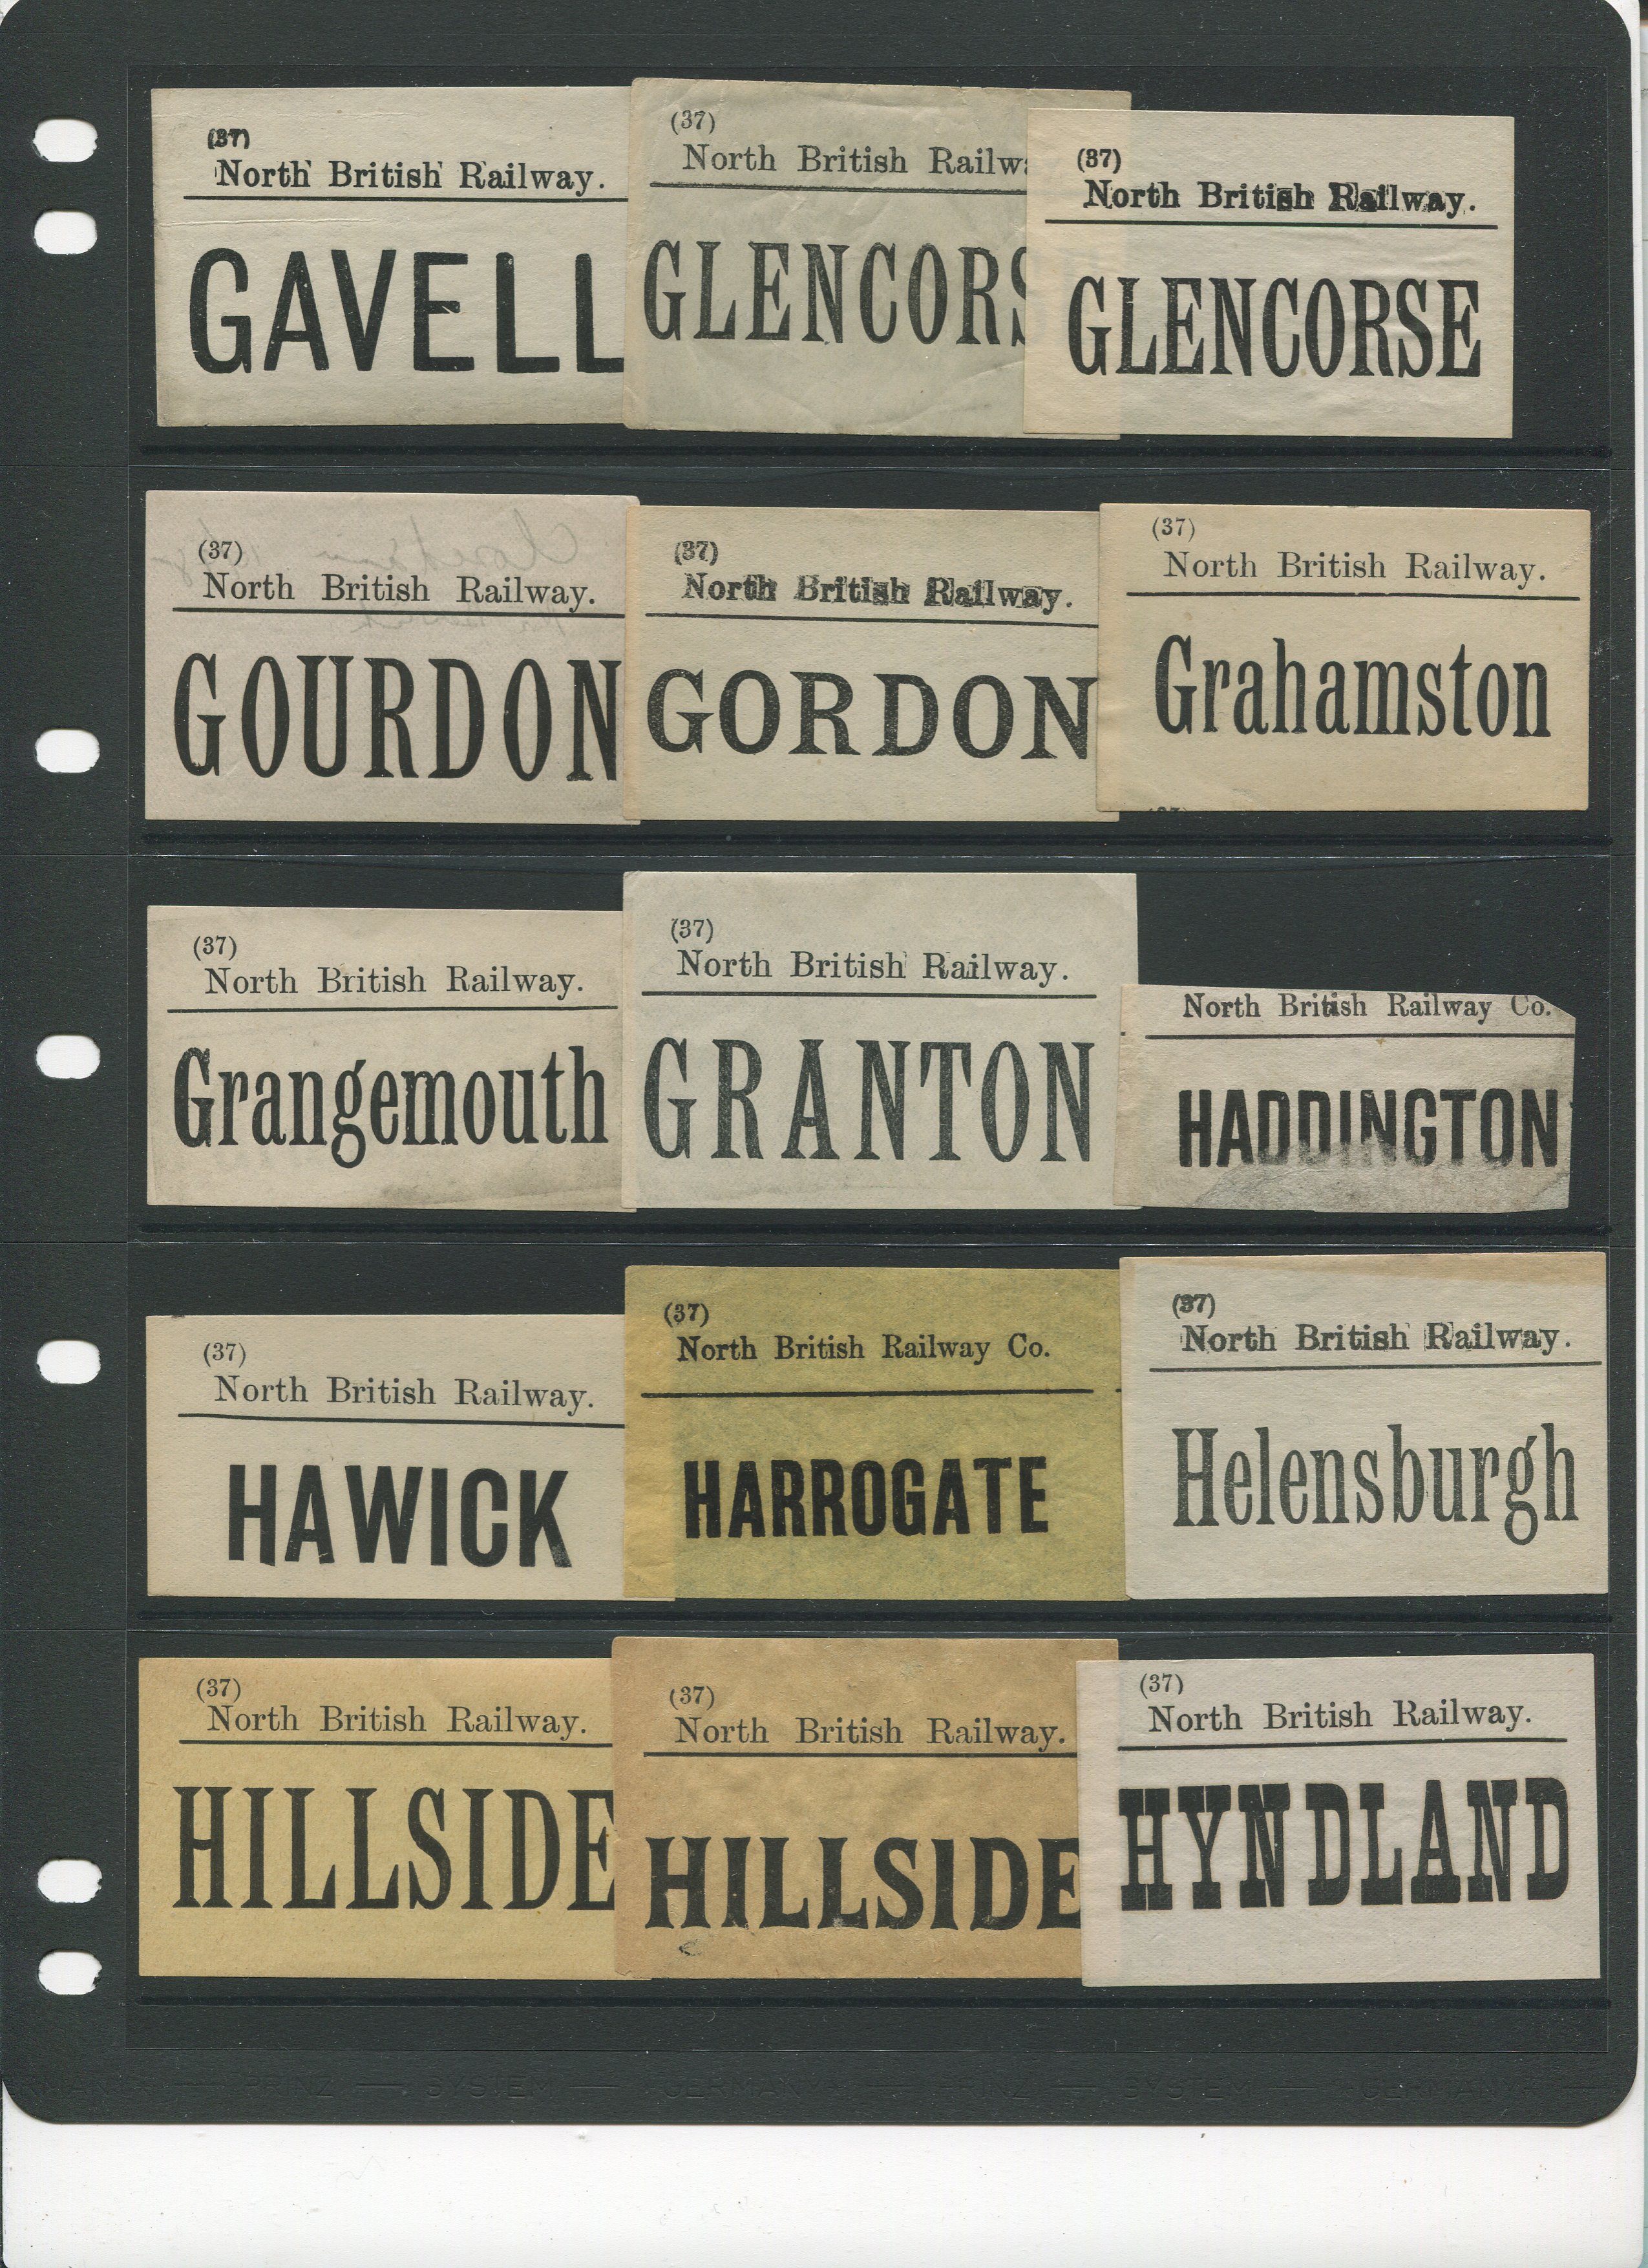 (37)
North British Railway.
GAVELL
(37)
North British Railwa
GLENCORS
(37)
North British Railway.
GLENCORSE
(37)
North British Railway.
GOURDON
(37)
North British Railway.
GORDON
(37)
North British Railway.
Grahamston
(37)
North British Railway.
Grangemouth
(37)
North British Railway.
GRANTON
North British Railway Co.
HADDINGTON
(37)
North British Railway.
HAWICK
(37)
North British Railway Co.
HARROGATE
(37)
North British Railway.
Helensburgh
(37)
North British Railway.
HILLSIDE
(37)
North British Railway.
HILLSIDE
(37)
North British Railway.
HYNDLAND
PRINZ — SYSTEM — GERMANY — PRINZ — SYSTEM — GERMANY